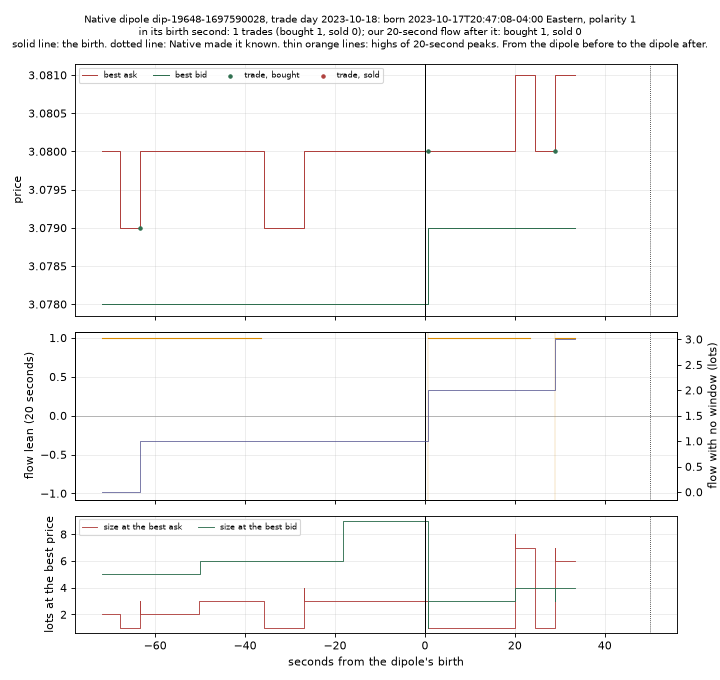 Native dipole dip-19648-1697590028, trade day 2023-10-18: born 2023-10-17T20:47:08-04:00 Eastern, polarity 1
in its birth second: 1 trades (bought 1, sold 0); our 20-second flow after it: bought 1, sold 0
solid line: the birth. dotted line: Native made it known. thin orange lines: highs of 20-second peaks. From the dipole before to the dipole after.
best ask
best bid
trade, bought
trade, sold
3.0810
3.0805
3.0800
3.0795
3.0790
3.0785
3.0780
price
1.0
0.5
0.0
−0.5
−1.0
flow lean (20 seconds)
3.0
2.5
2.0
1.5
1.0
0.5
0.0
flow with no window (lots)
size at the best ask
size at the best bid
8
6
4
2
lots at the best price
−60
−40
−20
0
20
40
seconds from the dipole's birth